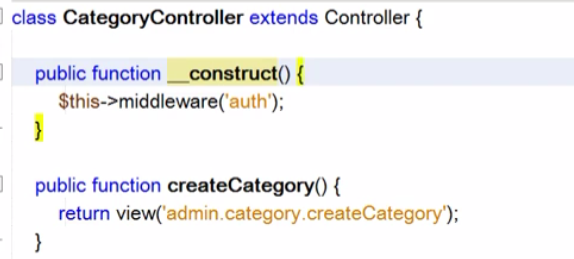 class CategoryController extends Controller {
public function __construct() {
$this->middleware('auth');
}
public function createCategory() {
return view('admin.category.createCategory');
}